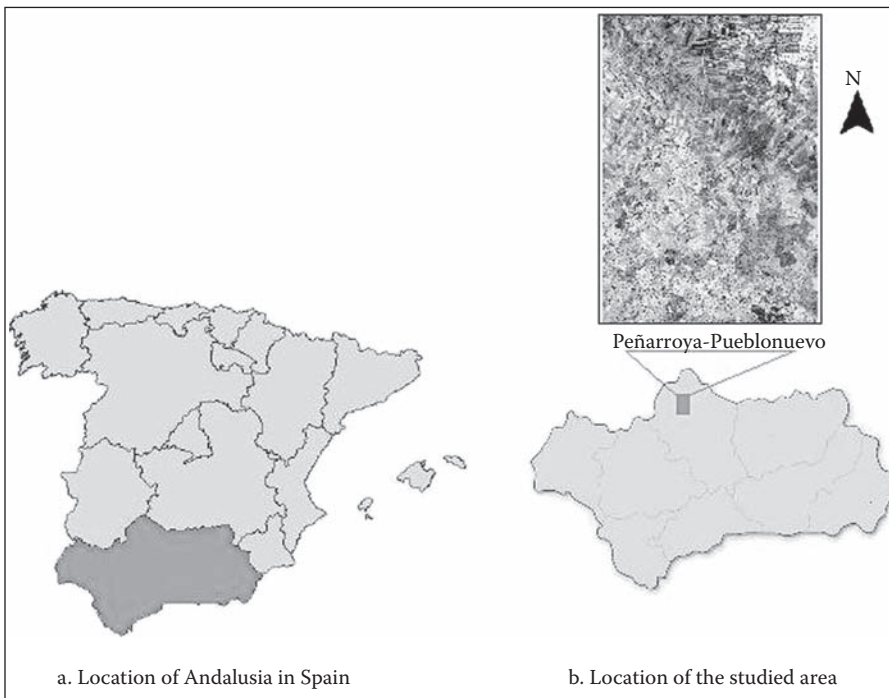 N
Peñarroya-Pueblonuevo
a. Location of Andalusia in Spain
b. Location of the studied area